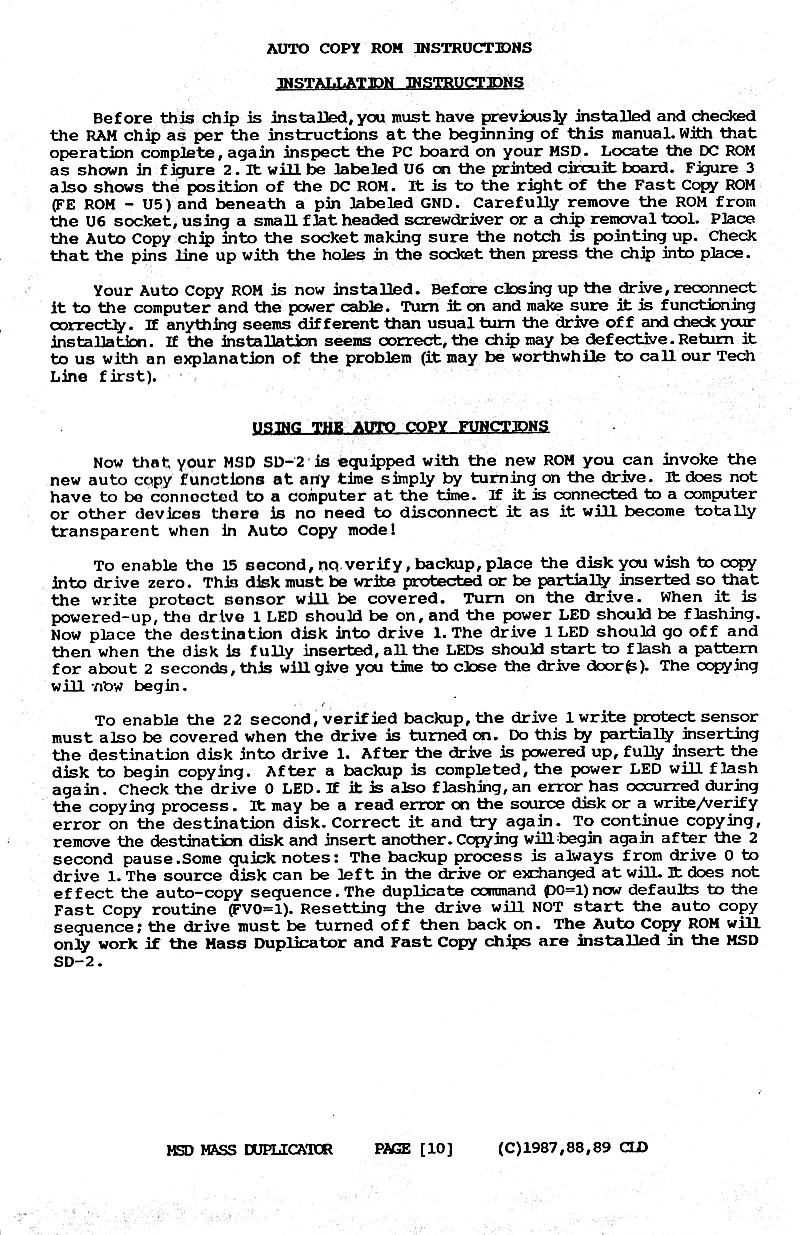 AUTO COPY ROM INSTRUCTIONS
INSTALLATION INSTRUCTIONS
Before this chip is installed, you must have previously installed and checked
the RAM chip as per the instructions at the beginning of this manual. With that
operation complete, again inspect the PC board on your MSD. Locate the DC ROM
as shown in figure 2. It will be labeled U6 on the printed circuit board. Figure 3
also shows the position of the DC ROM. It is to the right of the Fast Copy ROM
(FE ROM - U5) and beneath a pin labeled GND. Carefully remove the ROM from
the U6 socket, using a small flat headed screwdriver or a chip removal tool. Place
the Auto Copy chip into the socket making sure the notch is pointing up. Check
that the pins line up with the holes in the socket then press the chip into place.
Your Auto Copy ROM is now installed. Before closing up the drive, reconnect
it to the computer and the power cable. Turn it on and make sure it is functioning
correctly. If anything seems different than usual turn the drive off and check your
installation. If the installation seems correct, the chip may be defective. Return it
to us with an explanation of the problem (it may be worthwhile to call our Tech
Line first).
USING THE AUTO COPY FUNCTIONS
Now that your MSD SD-2 is equipped with the new ROM you can invoke the
new auto copy functions at any time simply by turning on the drive. It does not
have to be connected to a computer at the time. If it is connected to a computer
or other devices there is no need to disconnect it as it will become totally
transparent when in Auto Copy mode!
To enable the 15 second, no verify, backup, place the disk you wish to copy
into drive zero. This disk must be write protected or be partially inserted so that
the write protect sensor will be covered. Turn on the drive. When it is
powered-up, the drive 1 LED should be on, and the power LED should be flashing.
Now place the destination disk into drive 1. The drive 1 LED should go off and
then when the disk is fully inserted, all the LEDs should start to flash a pattern
for about 2 seconds, this will give you time to close the drive door(s). The copying
will now begin.
To enable the 22 second, verified backup, the drive 1 write protect sensor
must also be covered when the drive is turned on. Do this by partially inserting
the destination disk into drive 1. After the drive is powered up, fully insert the
disk to begin copying. After a backup is completed, the power LED will flash
again. Check the drive 0 LED. If it is also flashing, an error has occurred during
the copying process. It may be a read error on the source disk or a write/verify
error on the destination disk. Correct it and try again. To continue copying,
remove the destination disk and insert another. Copying will begin again after the 2
second pause. Some quick notes: The backup process is always from drive 0 to
drive 1. The source disk can be left in the drive or exchanged at will. It does not
effect the auto-copy sequence. The duplicate command (D0=1) now defaults to the
Fast Copy routine (FV0=1). Resetting the drive will NOT start the auto copy
sequence; the drive must be turned off then back on. The Auto Copy ROM will
only work if the Mass Duplicator and Fast Copy chips are installed in the MSD
SD-2.
MSD MASS DUPLICATOR PAGE [10] (C)1987,88,89 CLD